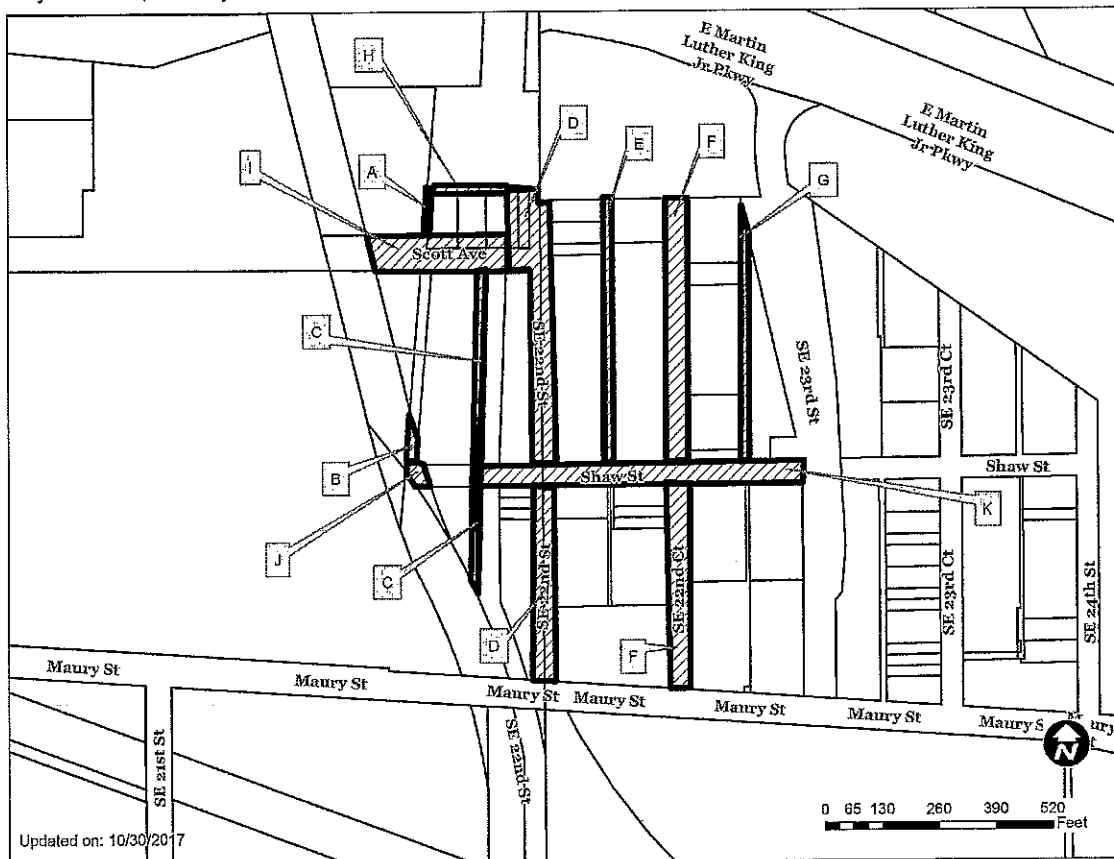 E Martin
Luther King
Jr Pkwy
E Martin
Luther King
Jr Pkwy
H
D
E
F
A
I
G
Scott Ave
C
SE 22nd St
SE 23rd St
SE 23rd Ct
B
Shaw St
Shaw St
K
J
C
SE 22nd St
SE 22nd Ct
SE 23rd Ct
SE 24th St
D
F
Maury St
Maury St
Maury St
Maury St
Maury St
Maury St
Maury S
SE 21st St
SE 22nd St
N
0 65 130 260 390 520
Feet
Updated on: 10/30/2017